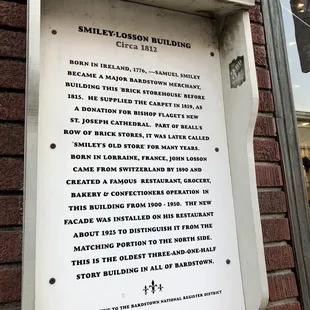 SMILEY-LOSSON BUILDING
Circa 1812
BORN IN IRELAND, 1776, —SAMUEL SMILEY
BECAME A MAJOR BARDSTOWN MERCHANT,
BUILDING THIS 'BRICK STOREHOUSE' BEFORE
1815. HE SUPPLIED THE CARPET IN 1819, AS
A DONATION FOR BISHOP FLAGET'S NEW
ST. JOSEPH CATHEDRAL. PART OF BEALL'S
ROW OF BRICK STORES, IT WAS LATER CALLED
'SMILEY'S OLD STORE' FOR MANY YEARS.
BORN IN LORRAINE, FRANCE, JOHN LOSSON
CAME FROM SWITZERLAND BY 1890 AND
CREATED A FAMOUS RESTAURANT, GROCERY,
BAKERY & CONFECTIONERS OPERATION IN
THIS BUILDING FROM 1900 - 1950. THE NEW
FACADE WAS INSTALLED ON HIS RESTAURANT
ABOUT 1925 TO DISTINGUISH IT FROM THE
MATCHING PORTION TO THE NORTH SIDE.
THIS IS THE OLDEST THREE-AND-ONE-HALF
STORY BUILDING IN ALL OF BARDSTOWN.
TO THE BARDSTOWN NATIONAL REGISTER DISTRICT